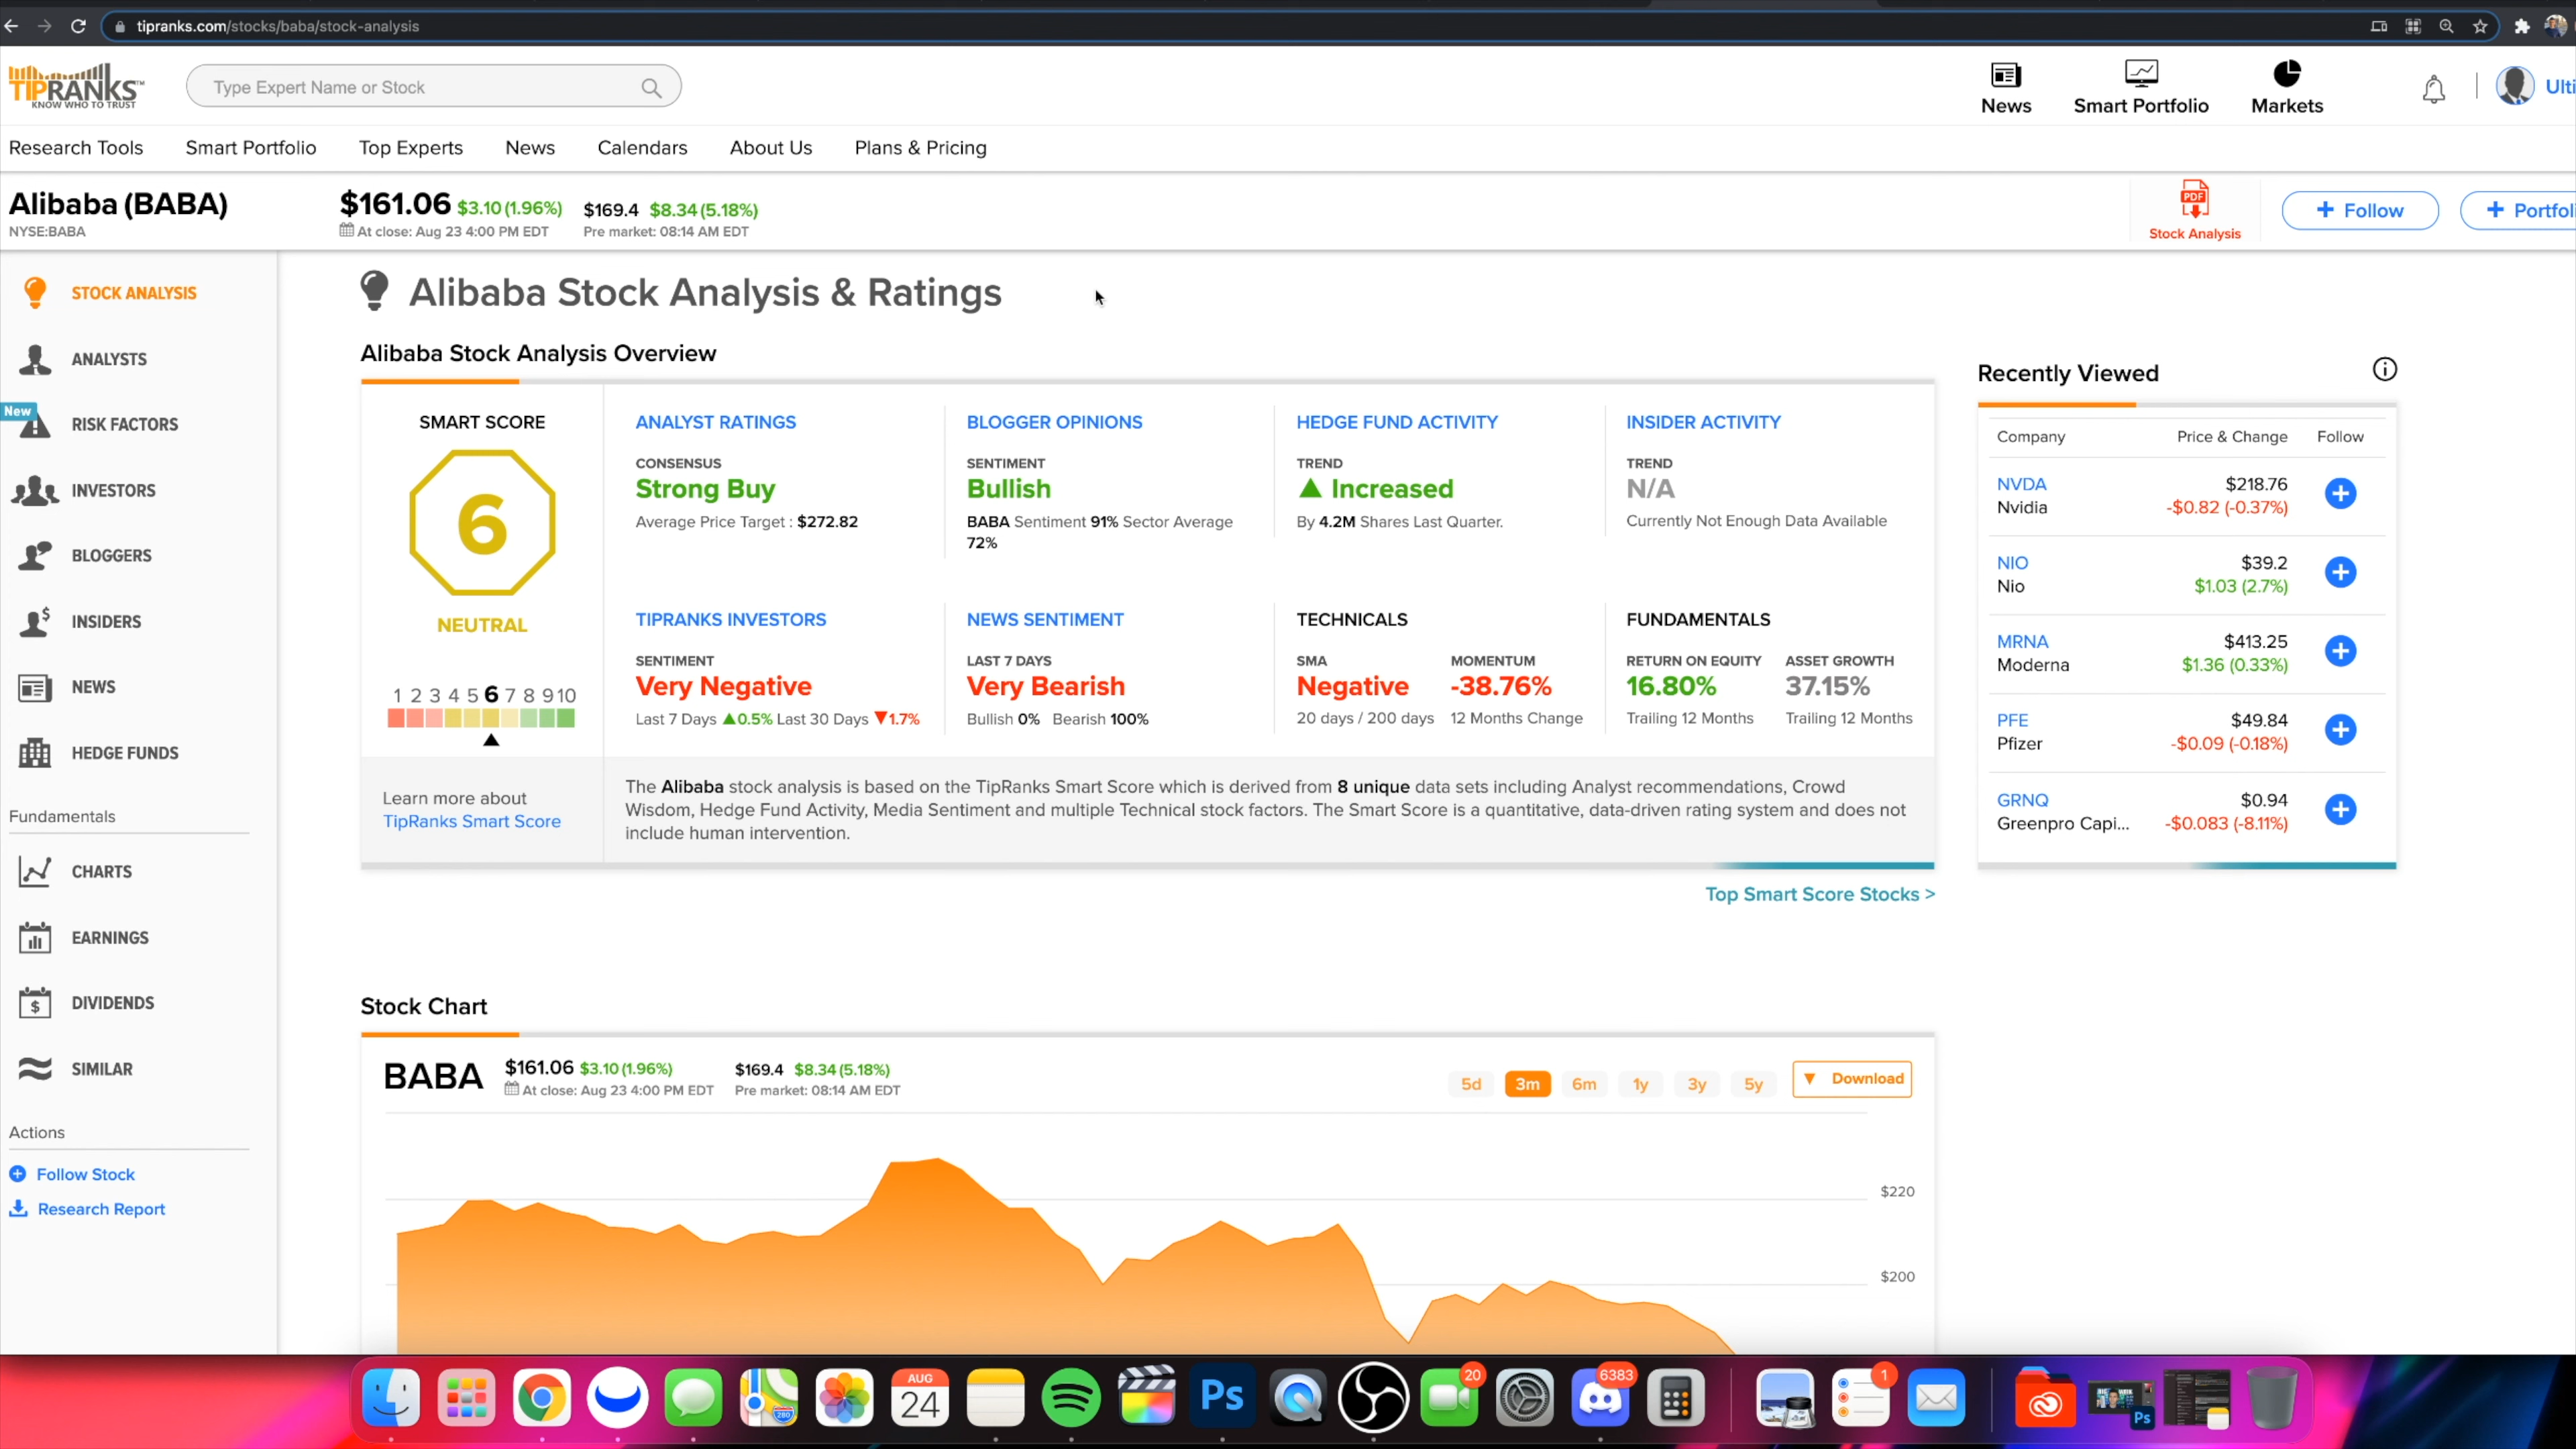 tipranks.com/stocks/baba/stock-analysis
TIPRANKS™
KNOW WHO TO TRUST
Type Expert Name or Stock
News
Smart Portfolio
Markets
Ulti
Research Tools Smart Portfolio Top Experts News Calendars About Us Plans & Pricing
Alibaba (BABA)
NYSE:BABA
$161.06 $3.10 (1.96%)
At close: Aug 23 4:00 PM EDT
$169.4 $8.34 (5.18%)
Pre market: 08:14 AM EDT
PDF
Stock Analysis
+ Follow
+ Portfoli
STOCK ANALYSIS
ANALYSTS
New
RISK FACTORS
INVESTORS
BLOGGERS
INSIDERS
NEWS
HEDGE FUNDS
Fundamentals
CHARTS
EARNINGS
DIVIDENDS
SIMILAR
Actions
Follow Stock
Research Report
Alibaba Stock Analysis & Ratings
Alibaba Stock Analysis Overview
SMART SCORE
6
NEUTRAL
1 2 3 4 5 6 7 8 9 10
Learn more about
TipRanks Smart Score
ANALYST RATINGS
CONSENSUS
Strong Buy
Average Price Target : $272.82
BLOGGER OPINIONS
SENTIMENT
Bullish
BABA Sentiment 91% Sector Average
72%
HEDGE FUND ACTIVITY
TREND
▲ Increased
By 4.2M Shares Last Quarter.
INSIDER ACTIVITY
TREND
N/A
Currently Not Enough Data Available
TIPRANKS INVESTORS
SENTIMENT
Very Negative
Last 7 Days ▲0.5% Last 30 Days ▼1.7%
NEWS SENTIMENT
LAST 7 DAYS
Very Bearish
Bullish 0% Bearish 100%
TECHNICALS
SMA
Negative
20 days / 200 days
MOMENTUM
-38.76%
12 Months Change
FUNDAMENTALS
RETURN ON EQUITY
16.80%
Trailing 12 Months
ASSET GROWTH
37.15%
Trailing 12 Months
The Alibaba stock analysis is based on the TipRanks Smart Score which is derived from 8 unique data sets including Analyst recommendations, Crowd
Wisdom, Hedge Fund Activity, Media Sentiment and multiple Technical stock factors. The Smart Score is a quantitative, data-driven rating system and does not
include human intervention.
Top Smart Score Stocks >
Recently Viewed
Company Price & Change Follow
NVDA $218.76
Nvidia -$0.82 (-0.37%)
NIO $39.2
Nio $1.03 (2.7%)
MRNA $413.25
Moderna $1.36 (0.33%)
PFE $49.84
Pfizer -$0.09 (-0.18%)
GRNQ $0.94
Greenpro Capi... -$0.083 (-8.11%)
Stock Chart
BABA
$161.06 $3.10 (1.96%)
At close: Aug 23 4:00 PM EDT
$169.4 $8.34 (5.18%)
Pre market: 08:14 AM EDT
5d 3m 6m 1y 3y 5y
▼ Download
$220
$200
AUG
24
280
Ps
20
6383
1
Ps